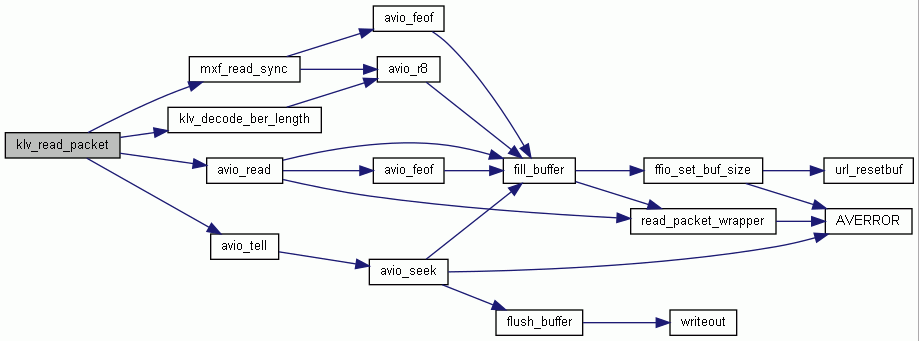 avio_feof
mxf_read_sync
avio_r8
klv_decode_ber_length
klv_read_packet
avio_read
avio_feof
fill_buffer
ffio_set_buf_size
url_resetbuf
read_packet_wrapper
AVERROR
avio_tell
avio_seek
flush_buffer
writeout